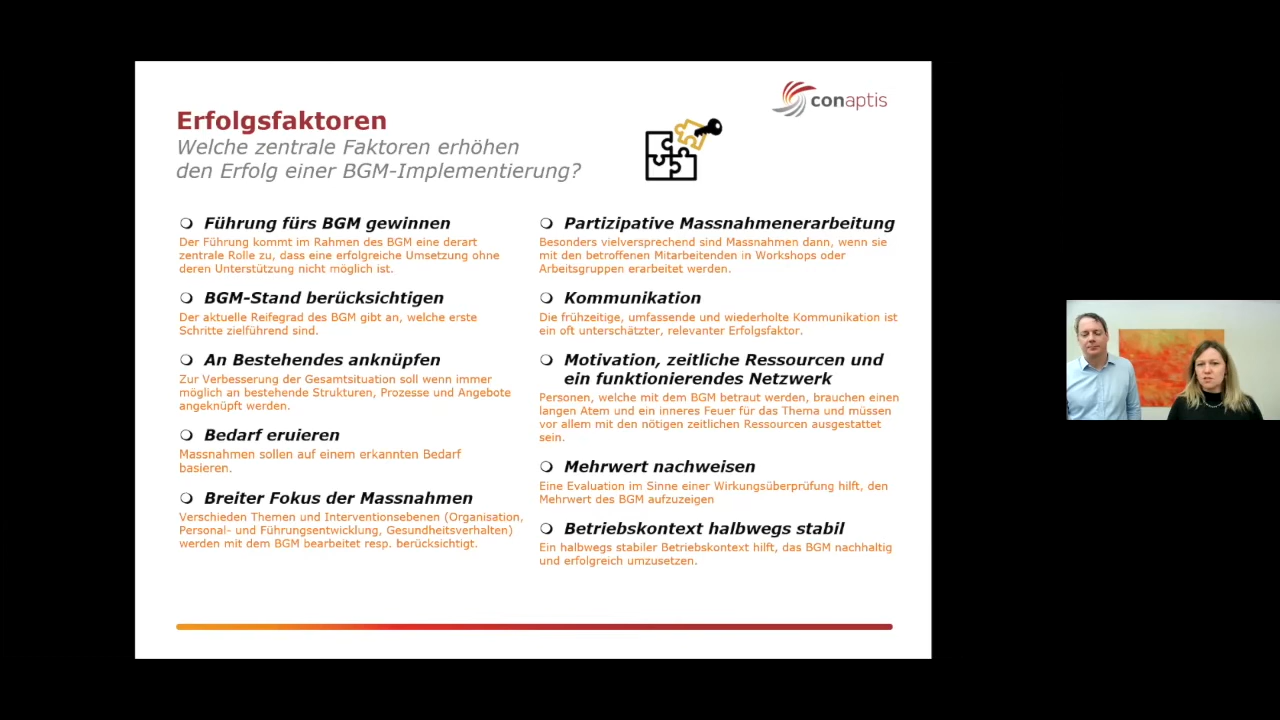 conaptis
Erfolgsfaktoren
Welche zentrale Faktoren erhöhen
den Erfolg einer BGM-Implementierung?
Führung fürs BGM gewinnen
Der Führung kommt im Rahmen des BGM eine derart
zentrale Rolle zu, dass eine erfolgreiche Umsetzung ohne
deren Unterstützung nicht möglich ist.
BGM-Stand berücksichtigen
Der aktuelle Reifegrad des BGM gibt an, welche erste
Schritte zielführend sind.
An Bestehendes anknüpfen
Zur Verbesserung der Gesamtsituation soll wenn immer
möglich an bestehende Strukturen, Prozesse und Angebote
angeknüpft werden.
Bedarf eruieren
Massnahmen sollen auf einem erkannten Bedarf
basieren.
Breiter Fokus der Massnahmen
Verschieden Themen und Interventionsebenen (Organisation,
Personal- und Führungsentwicklung, Gesundheitsverhalten)
werden mit dem BGM bearbeitet resp. berücksichtigt.
Partizipative Massnahmenerarbeitung
Besonders vielversprechend sind Massnahmen dann, wenn sie
mit den betroffenen Mitarbeitenden in Workshops oder
Arbeitsgruppen erarbeitet werden.
Kommunikation
Die frühzeitige, umfassende und wiederholte Kommunikation ist
ein oft unterschätzter, relevanter Erfolgsfaktor.
Motivation, zeitliche Ressourcen und
ein funktionierendes Netzwerk
Personen, welche mit dem BGM betraut werden, brauchen einen
langen Atem und ein inneres Feuer für das Thema und müssen
vor allem mit den nötigen zeitlichen Ressourcen ausgestattet
sein.
Mehrwert nachweisen
Eine Evaluation im Sinne einer Wirkungsüberprüfung hilft, den
Mehrwert des BGM aufzuzeigen
Betriebskontext halbwegs stabil
Ein halbwegs stabiler Betriebskontext hilft, das BGM nachhaltig
und erfolgreich umzusetzen.